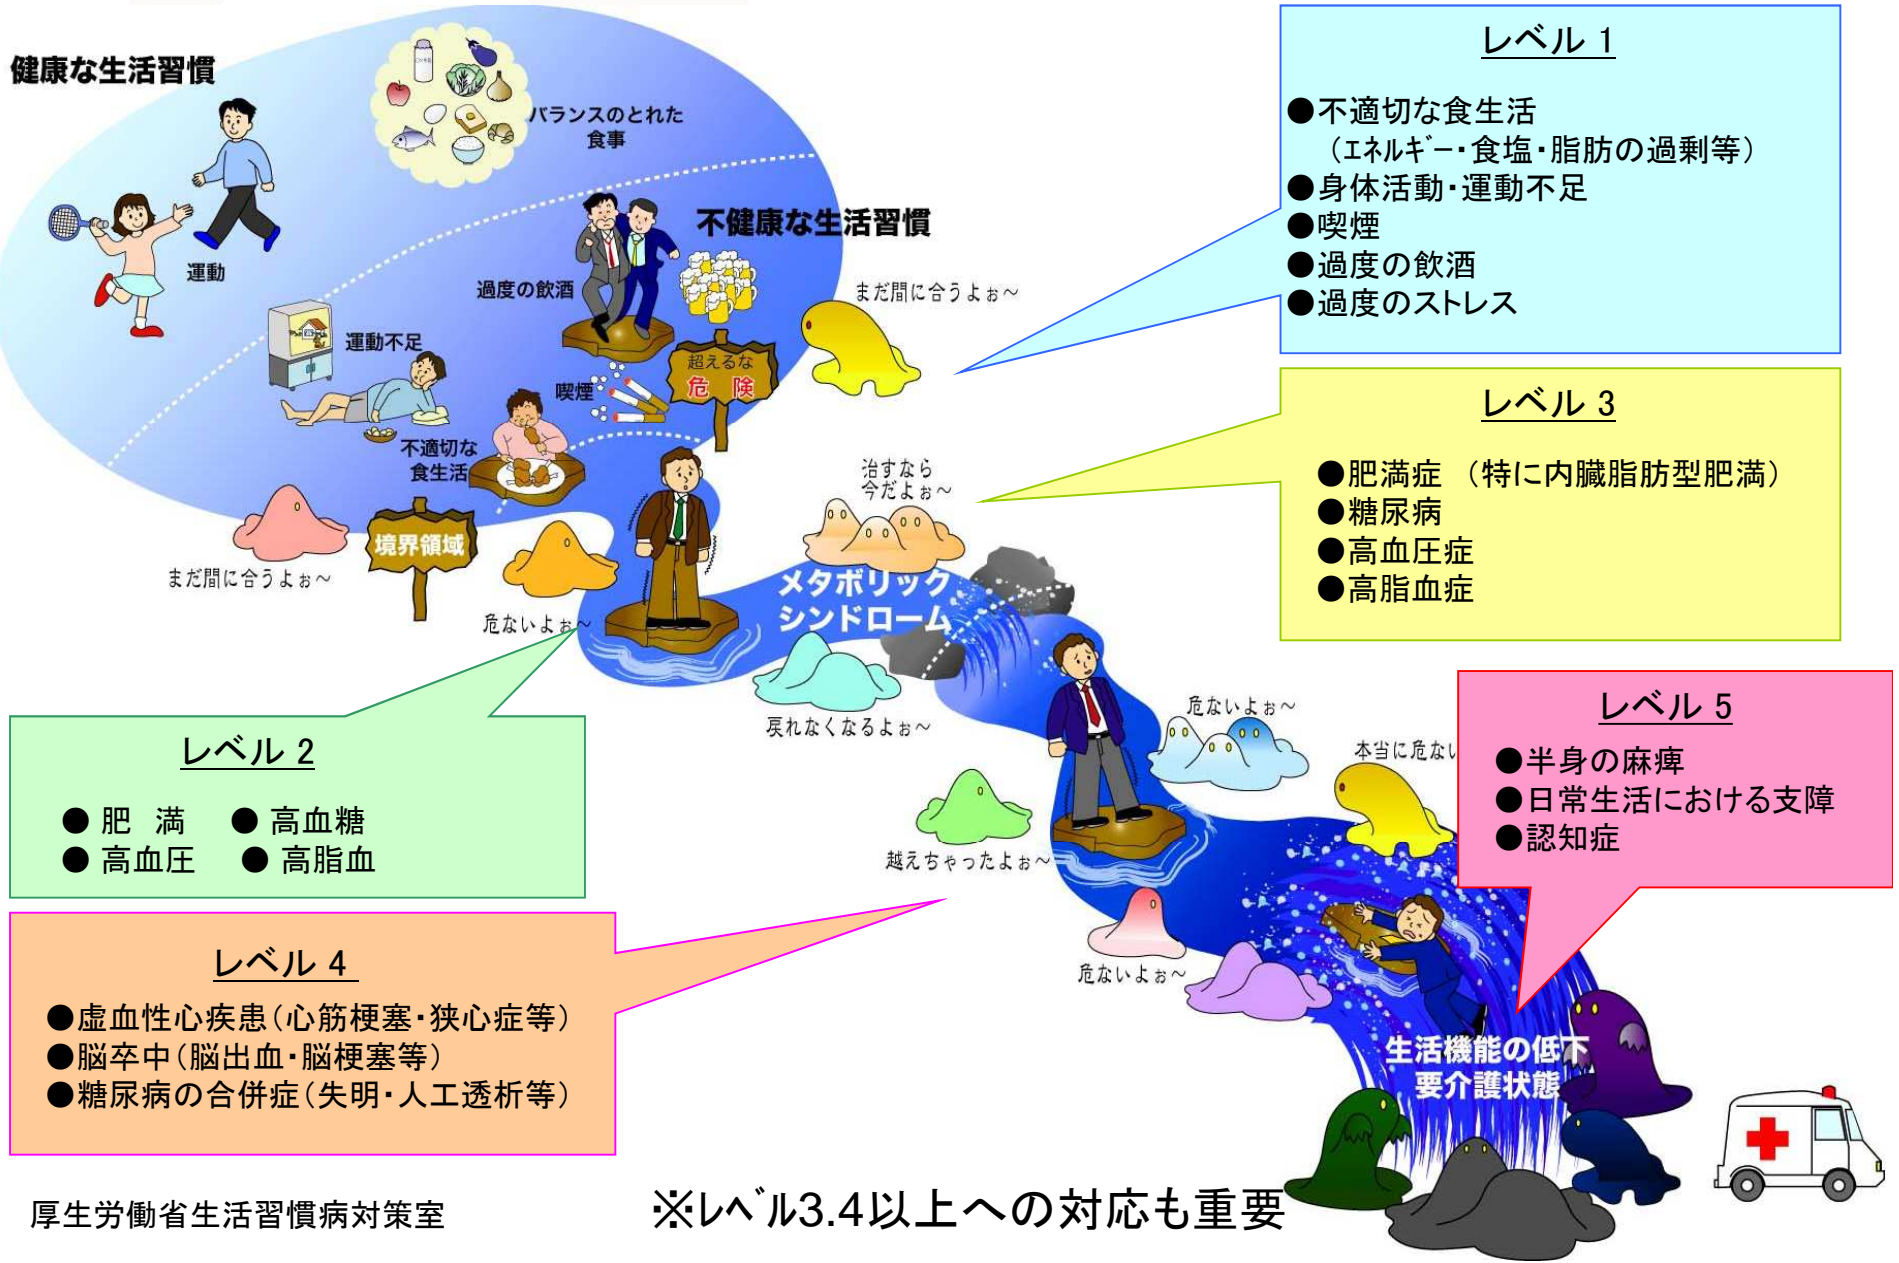 健康な生活習慣
バランスのとれた
食事
運動
不健康な生活習慣
過度の飲酒
まだ間に合うよぉ～
運動不足
喫煙
超えるな
危 険
不適切な
食生活
治すなら
今だよぉ～
境界領域
まだ間に合うよぉ～
危ないよぉ～
メタボリック
シンドローム
戻れなくなるよぉ～
危ないよぉ～
本当に危ない
越えちゃったよぉ～
危ないよぉ～
生活機能の低下
要介護状態
レベル 1
●不適切な食生活
（エネルギー・食塩・脂肪の過剰等）
●身体活動・運動不足
●喫煙
●過度の飲酒
●過度のストレス
レベル 3
●肥満症 （特に内臓脂肪型肥満）
●糖尿病
●高血圧症
●高脂血症
レベル 5
●半身の麻痺
●日常生活における支障
●認知症
レベル 2
● 肥 満 ● 高血糖
● 高血圧 ● 高脂血
レベル 4
●虚血性心疾患（心筋梗塞・狭心症等）
●脳卒中（脳出血・脳梗塞等）
●糖尿病の合併症（失明・人工透析等）
厚生労働省生活習慣病対策室
※レベル3.4以上への対応も重要